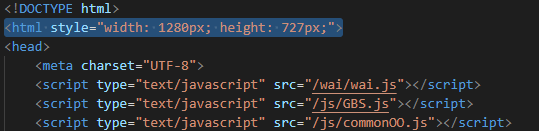 <!DOCTYPE html>
<html style="width: 1280px; height: 727px;">
<head>
<meta charset="UTF-8">
<script type="text/javascript" src="/wai/wai.js"></script>
<script type="text/javascript" src="/js/GBS.js"></script>
<script type="text/javascript" src="/js/commonOO.js"></script>